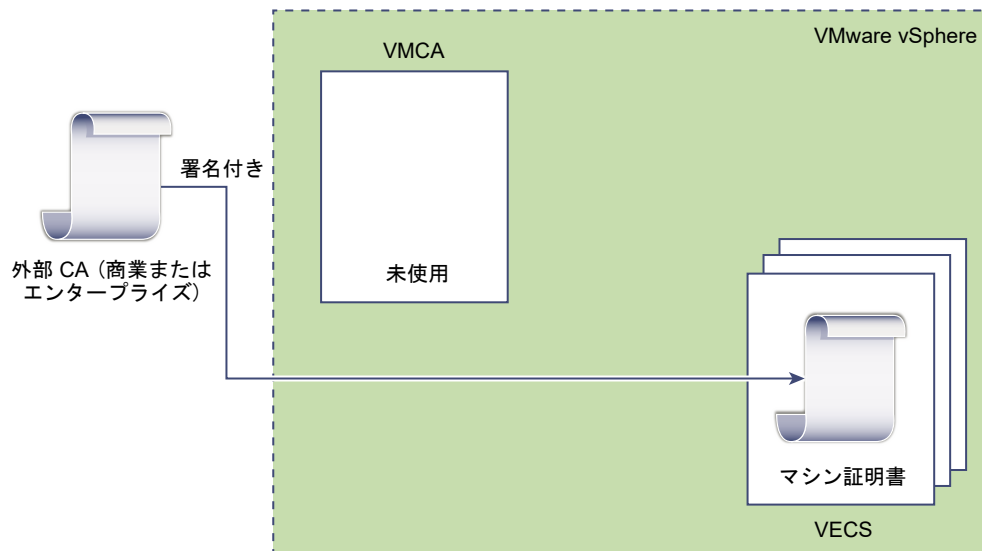 VMware vSphere
VMCA
署名付き
外部 CA（商業または
エンタープライズ）
未使用
マシン証明書
VECS